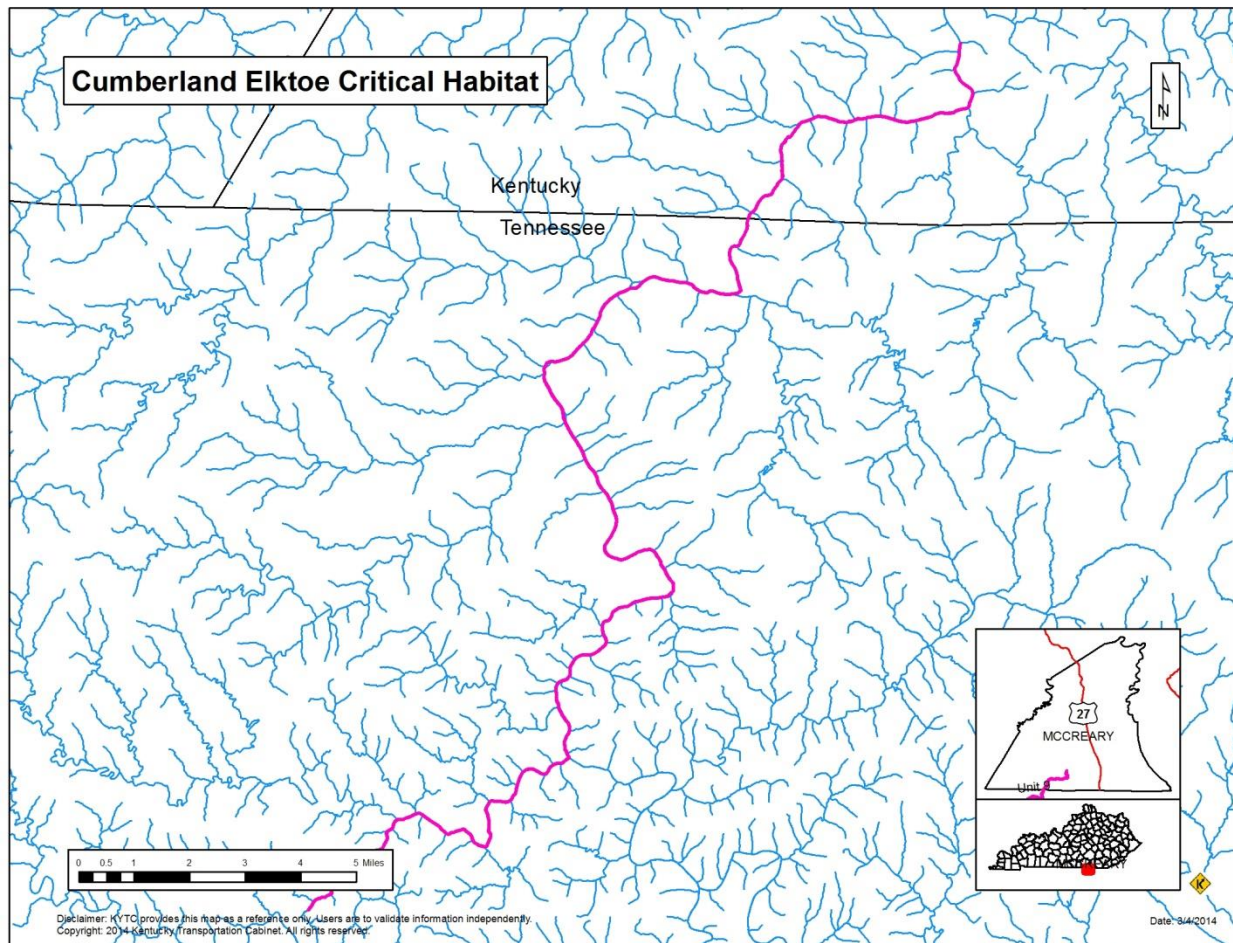 Cumberland Elktoe Critical Habitat
N
Kentucky
Tennessee
27
MCCREARY
Unit 9
0 0.5 1 2 3 4 5 Miles
Disclaimer: KYTC provides this map as a reference only. Users are to validate information independently.
Copyright: 2014 Kentucky Transportation Cabinet. All rights reserved.
K
Date: 3/4/2014